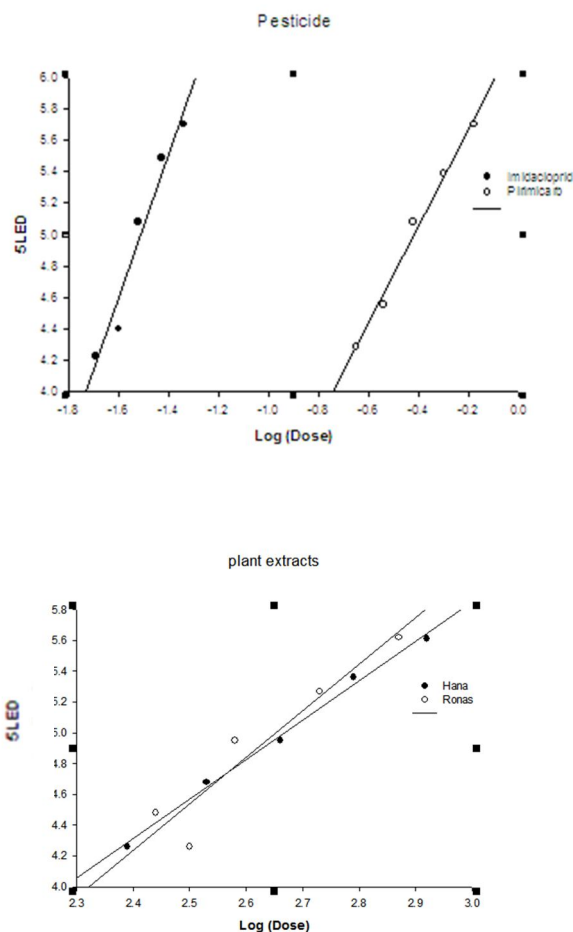 Pesticide
6.0
5.8
5.6
5.4
5.2
5.0
4.8
4.6
4.4
4.2
4.0
5LED
-1.8 -1.6 -1.4 -1.2 -1.0 -0.8 -0.6 -0.4 -0.2 0.0
Log (Dose)
Imidacloprid
Pirimicarb
plant extracts
5.8
5.6
5.4
5.2
5.0
4.8
4.6
4.4
4.2
4.0
5LED
2.3 2.4 2.5 2.6 2.7 2.8 2.9 3.0
Log (Dose)
Hana
Ronas